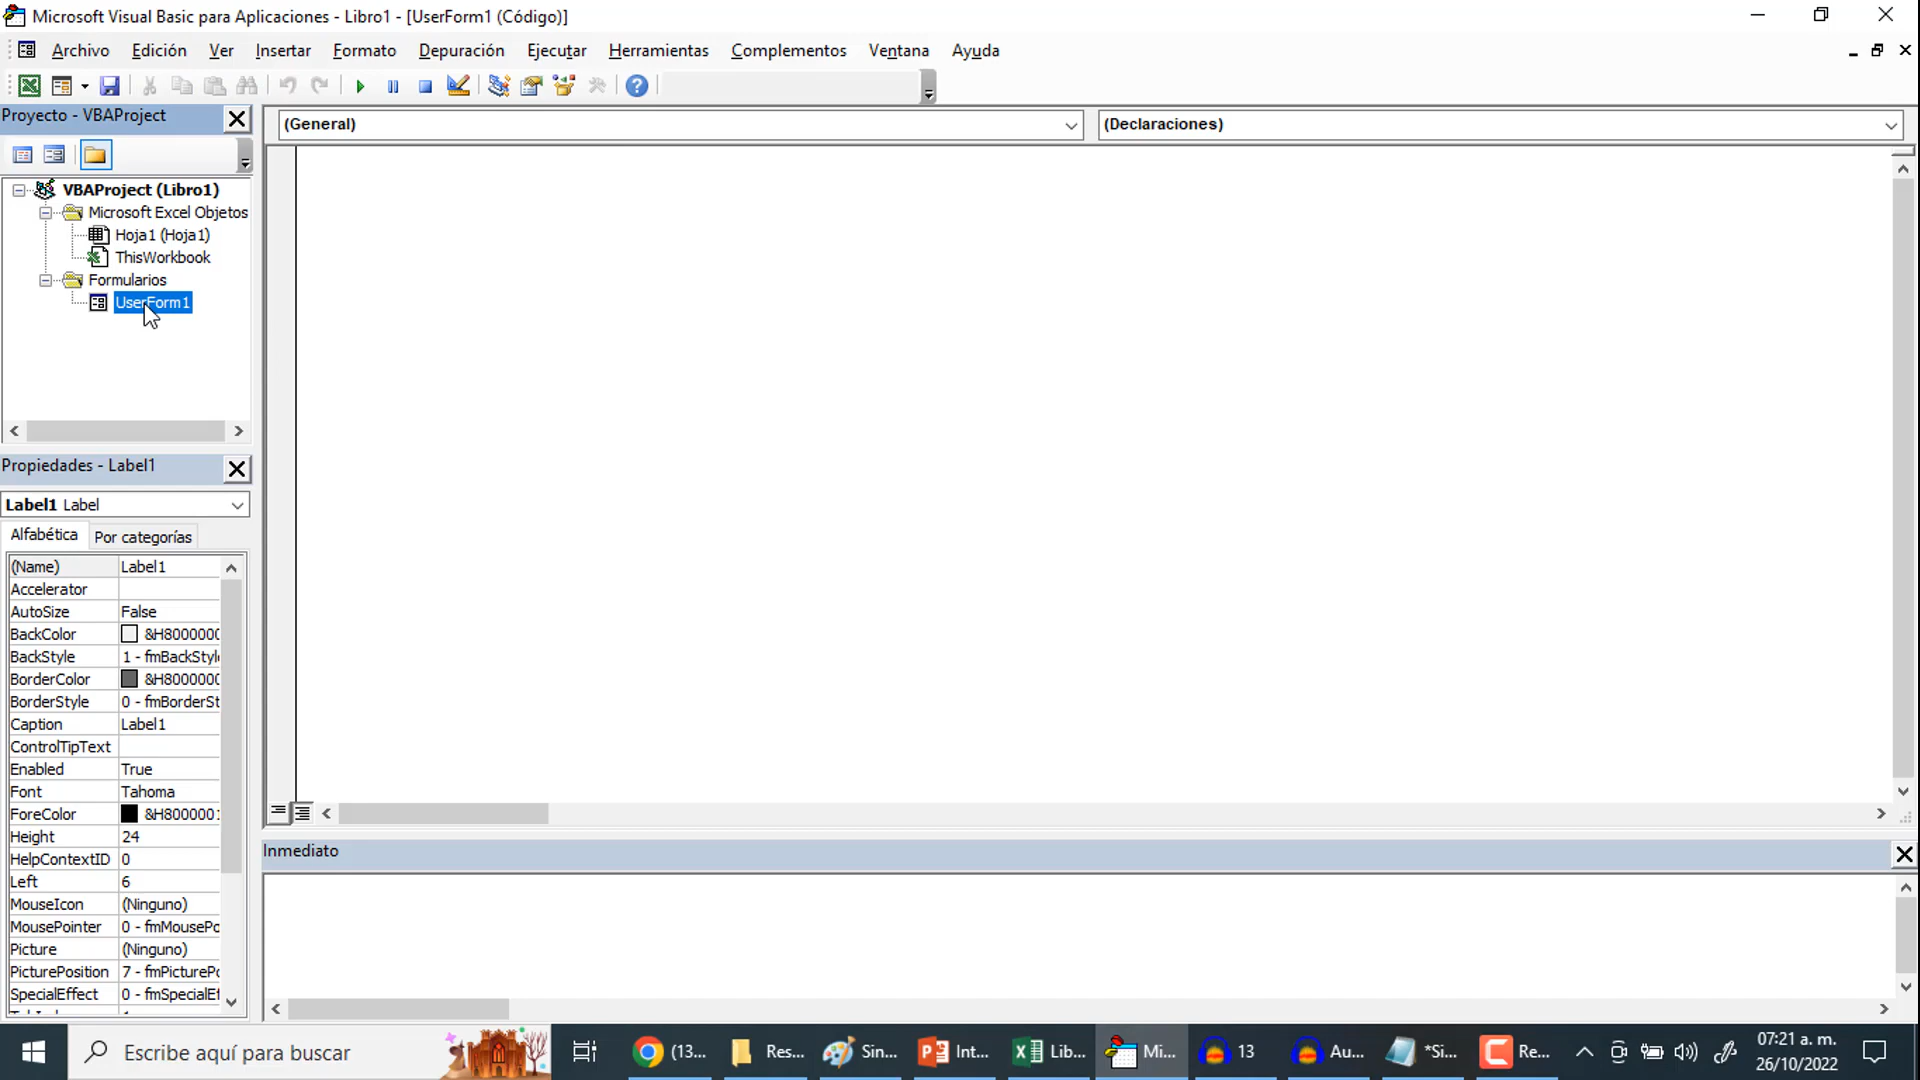 Microsoft Visual Basic para Aplicaciones - Libro1 - [UserForm1 (Código)]
Archivo Edición Ver Insertar Formato Depuración Ejecutar Herramientas Complementos Ventana Ayuda
Proyecto - VBAProject
(General) (Declaraciones)
VBAProject (Libro1)
Microsoft Excel Objetos
Hoja1 (Hoja1)
ThisWorkbook
Formularios
UserForm1
Propiedades - Label1
Label1 Label
Alfabética Por categorías
(Name) Label1
Accelerator
AutoSize False
BackColor &H8000000
BackStyle 1 - fmBackStyl
BorderColor &H8000000
BorderStyle 0 - fmBorderSt
Caption Label1
ControlTipText
Enabled True
Font Tahoma
ForeColor &H8000001
Height 24
HelpContextID 0
Left 6
MouseIcon (Ninguno)
MousePointer 0 - fmMousePo
Picture (Ninguno)
PicturePosition 7 - fmPicturePo
SpecialEffect 0 - fmSpecialEf
Inmediato
Escribe aquí para buscar
(13... Res... Sin... Int... Lib... Mi... 13 Au... *Si... Re...
07:21 a. m.
26/10/2022